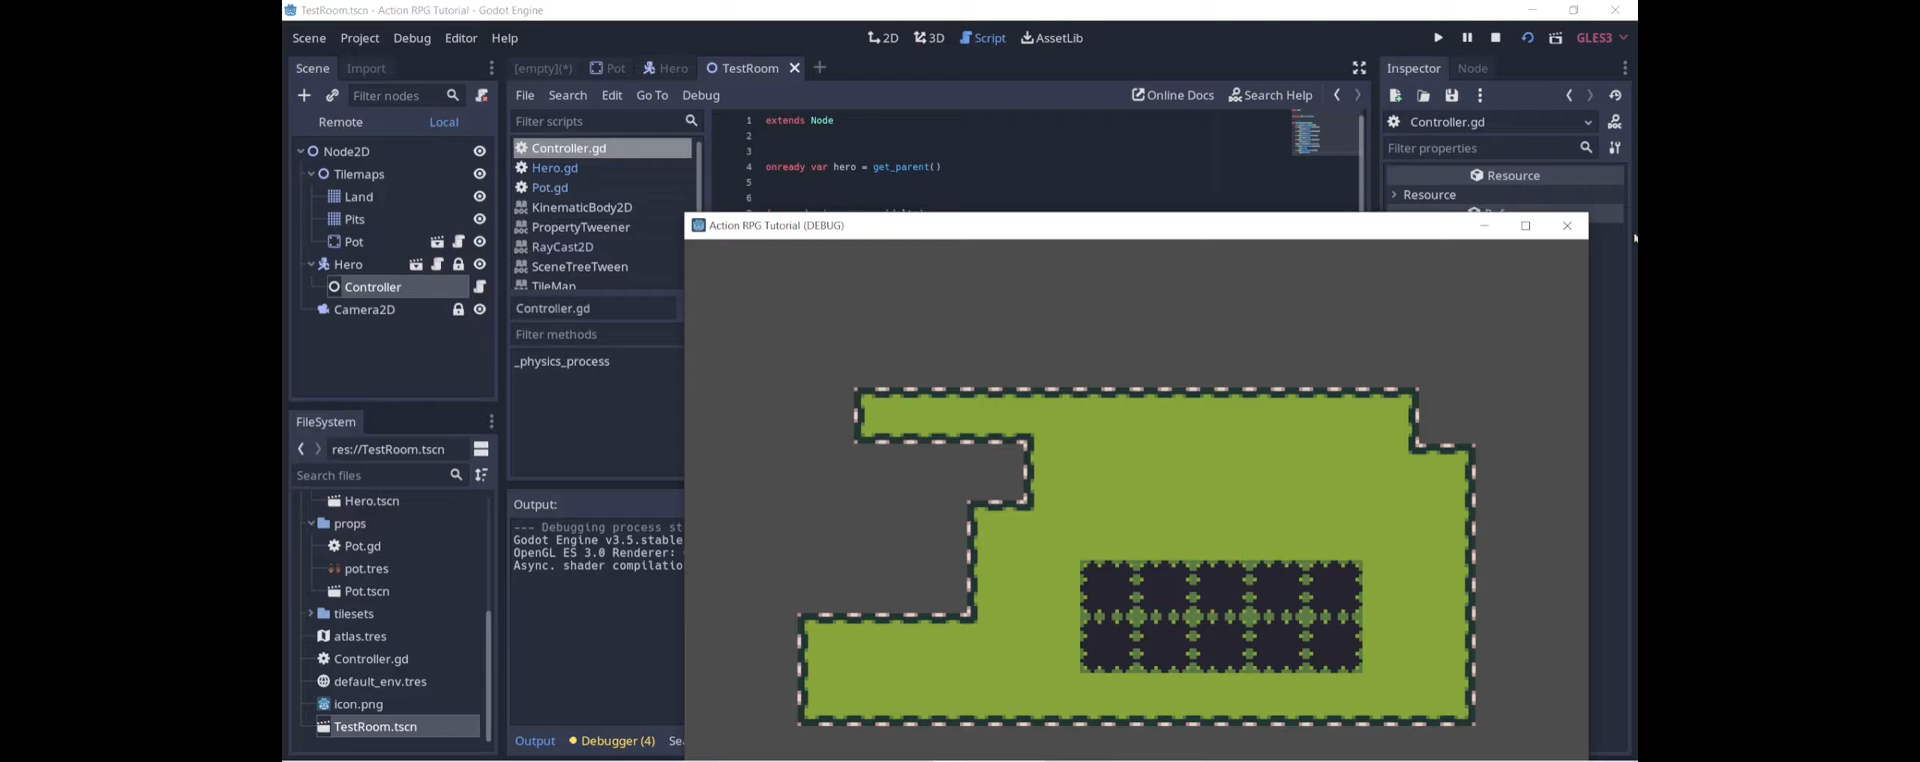 TestRoom.tscn - Action RPG Tutorial - Godot Engine
Scene Project Debug Editor Help
2D 3D Script AssetLib
GLES3
Scene Import
[empty](*) Pot Hero TestRoom
Inspector Node
Filter nodes
File Search Edit Go To Debug
Online Docs Search Help
Remote Local
Filter scripts
Controller.gd
Filter properties
Node2D
Tilemaps
Land
Pits
Pot
Hero
Controller
Camera2D
Controller.gd
Hero.gd
Pot.gd
KinematicBody2D
PropertyTweener
RayCast2D
SceneTreeTween
TileMap
Controller.gd
Filter methods
_physics_process
1 extends Node
2
3
4 onready var hero = get_parent()
5
6
Resource
Resource
Action RPG Tutorial (DEBUG)
FileSystem
res://TestRoom.tscn
Search files
Hero.tscn
props
Pot.gd
pot.tres
Pot.tscn
tilesets
atlas.tres
Controller.gd
default_env.tres
icon.png
TestRoom.tscn
Output:
--- Debugging process st
Godot Engine v3.5.stable
OpenGL ES 3.0 Renderer:
Async. shader compilatio
Output Debugger (4) Se